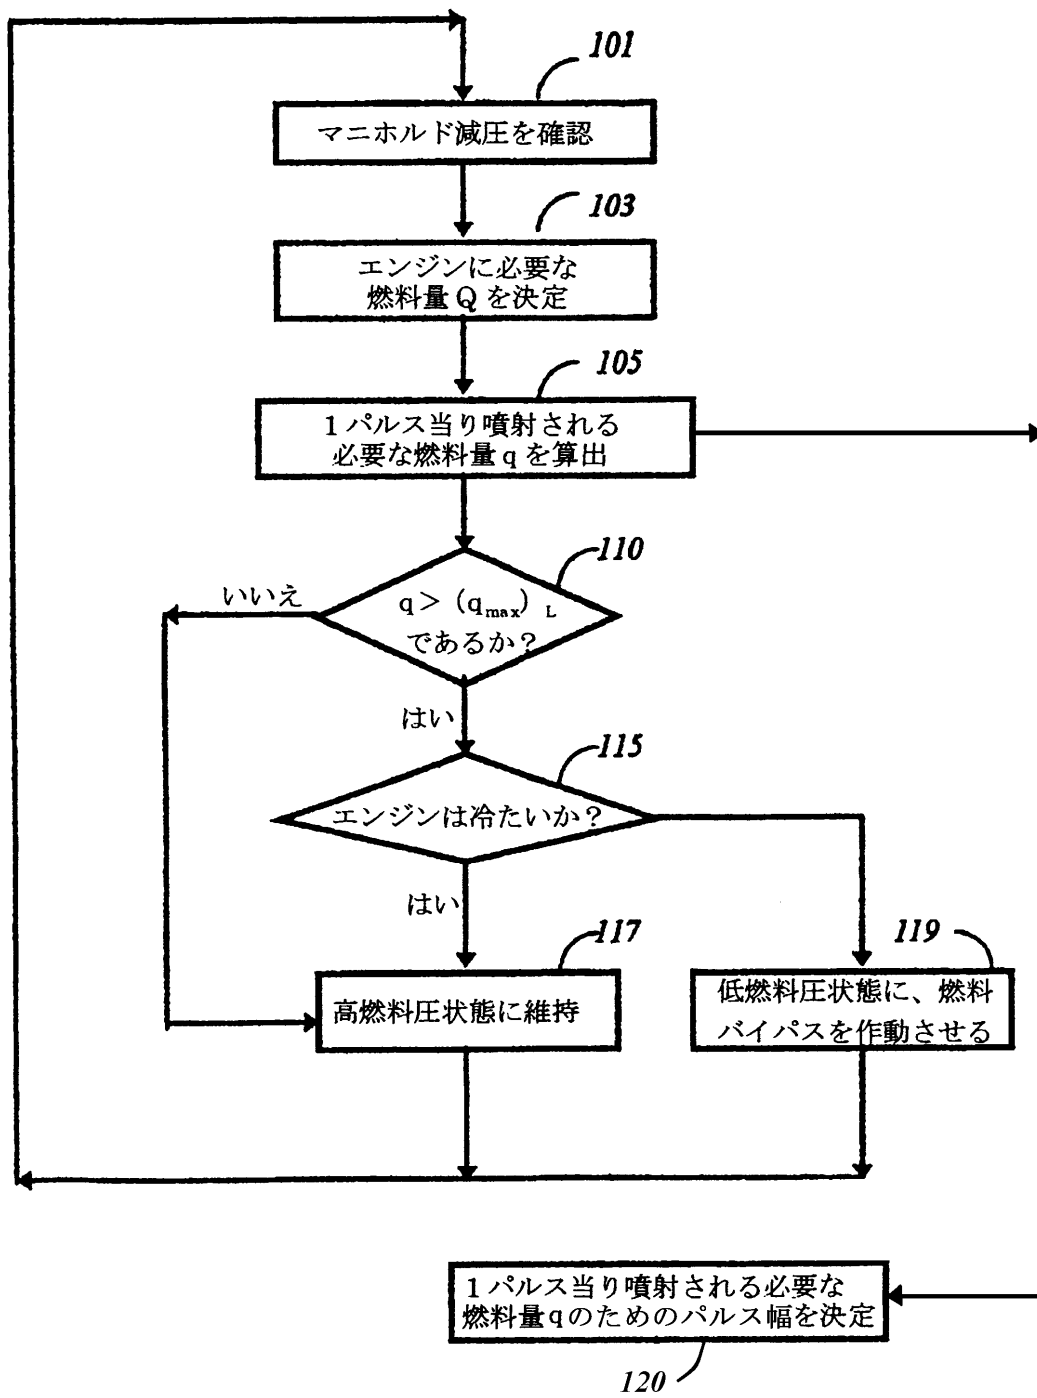 101
マニホルド減圧を確認
103
エンジンに必要な
燃料量Qを決定
105
1パルス当り噴射される
必要な燃料量qを算出
110
いいえ
q>(qmax)L
であるか?
はい
115
エンジンは冷たいか?
はい
117
高燃料圧状態に維持
119
低燃料圧状態に、燃料
バイパスを作動させる
1パルス当り噴射される必要な
燃料量qのためのパルス幅を決定
120